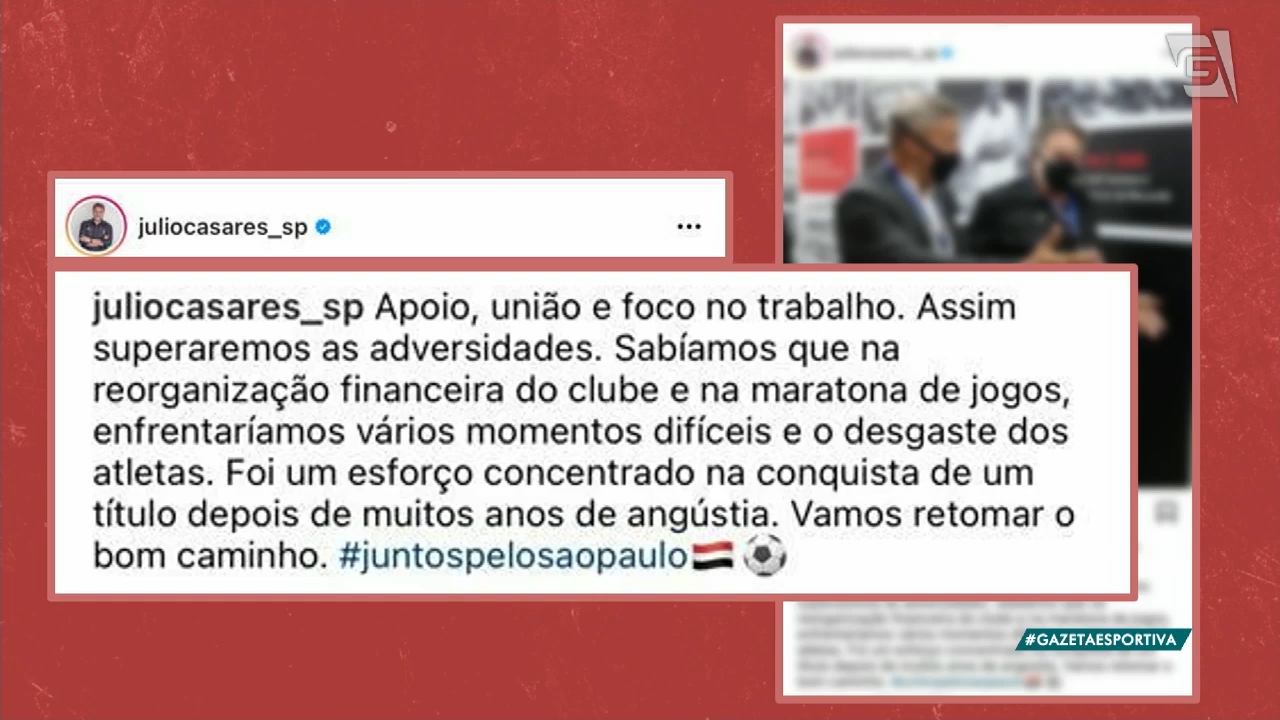 juliocasares_sp
juliocasares_sp Apoio, união e foco no trabalho. Assim
superaremos as adversidades. Sabíamos que na
reorganização financeira do clube e na maratona de jogos,
enfrentaríamos vários momentos difíceis e o desgaste dos
atletas. Foi um esforço concentrado na conquista de um
título depois de muitos anos de angústia. Vamos retomar o
bom caminho. #juntospelosaopaulo
#GAZETAESPORTIVA